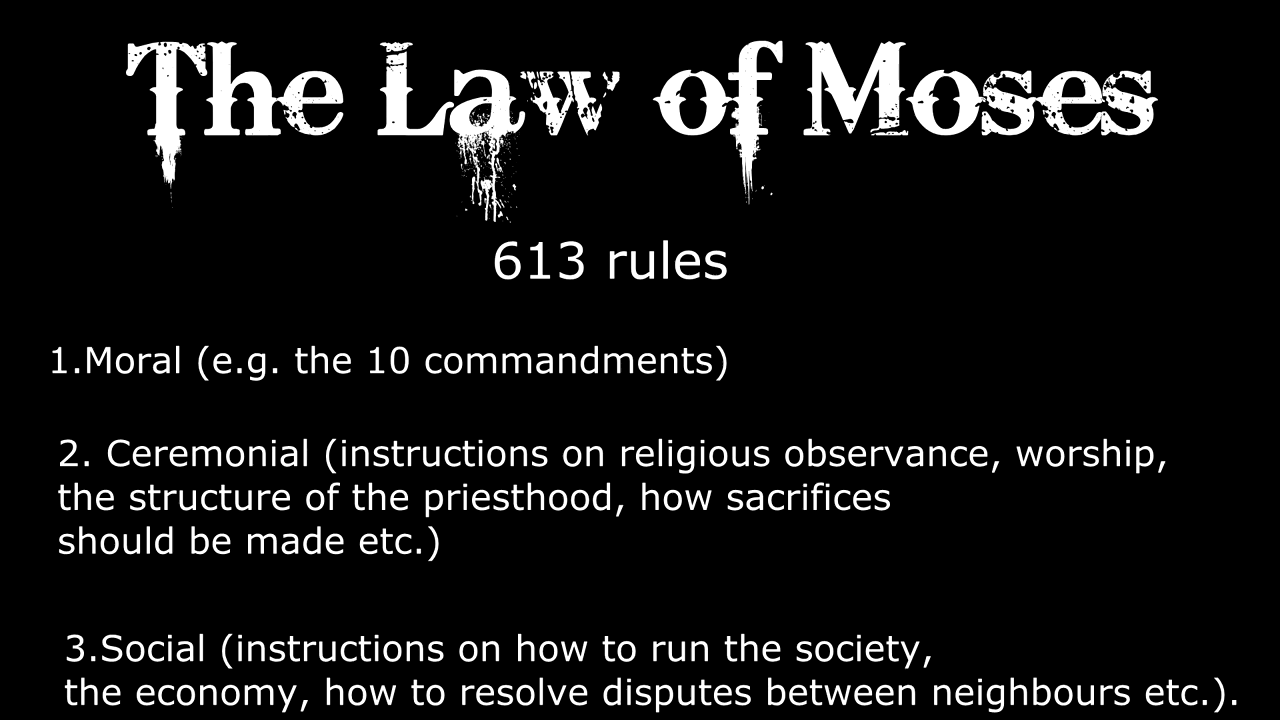 The Law of Moses
613 rules
1.Moral (e.g. the 10 commandments)
2. Ceremonial (instructions on religious observance, worship,
the structure of the priesthood, how sacrifices
should be made etc.)
3.Social (instructions on how to run the society,
the economy, how to resolve disputes between neighbours etc.).